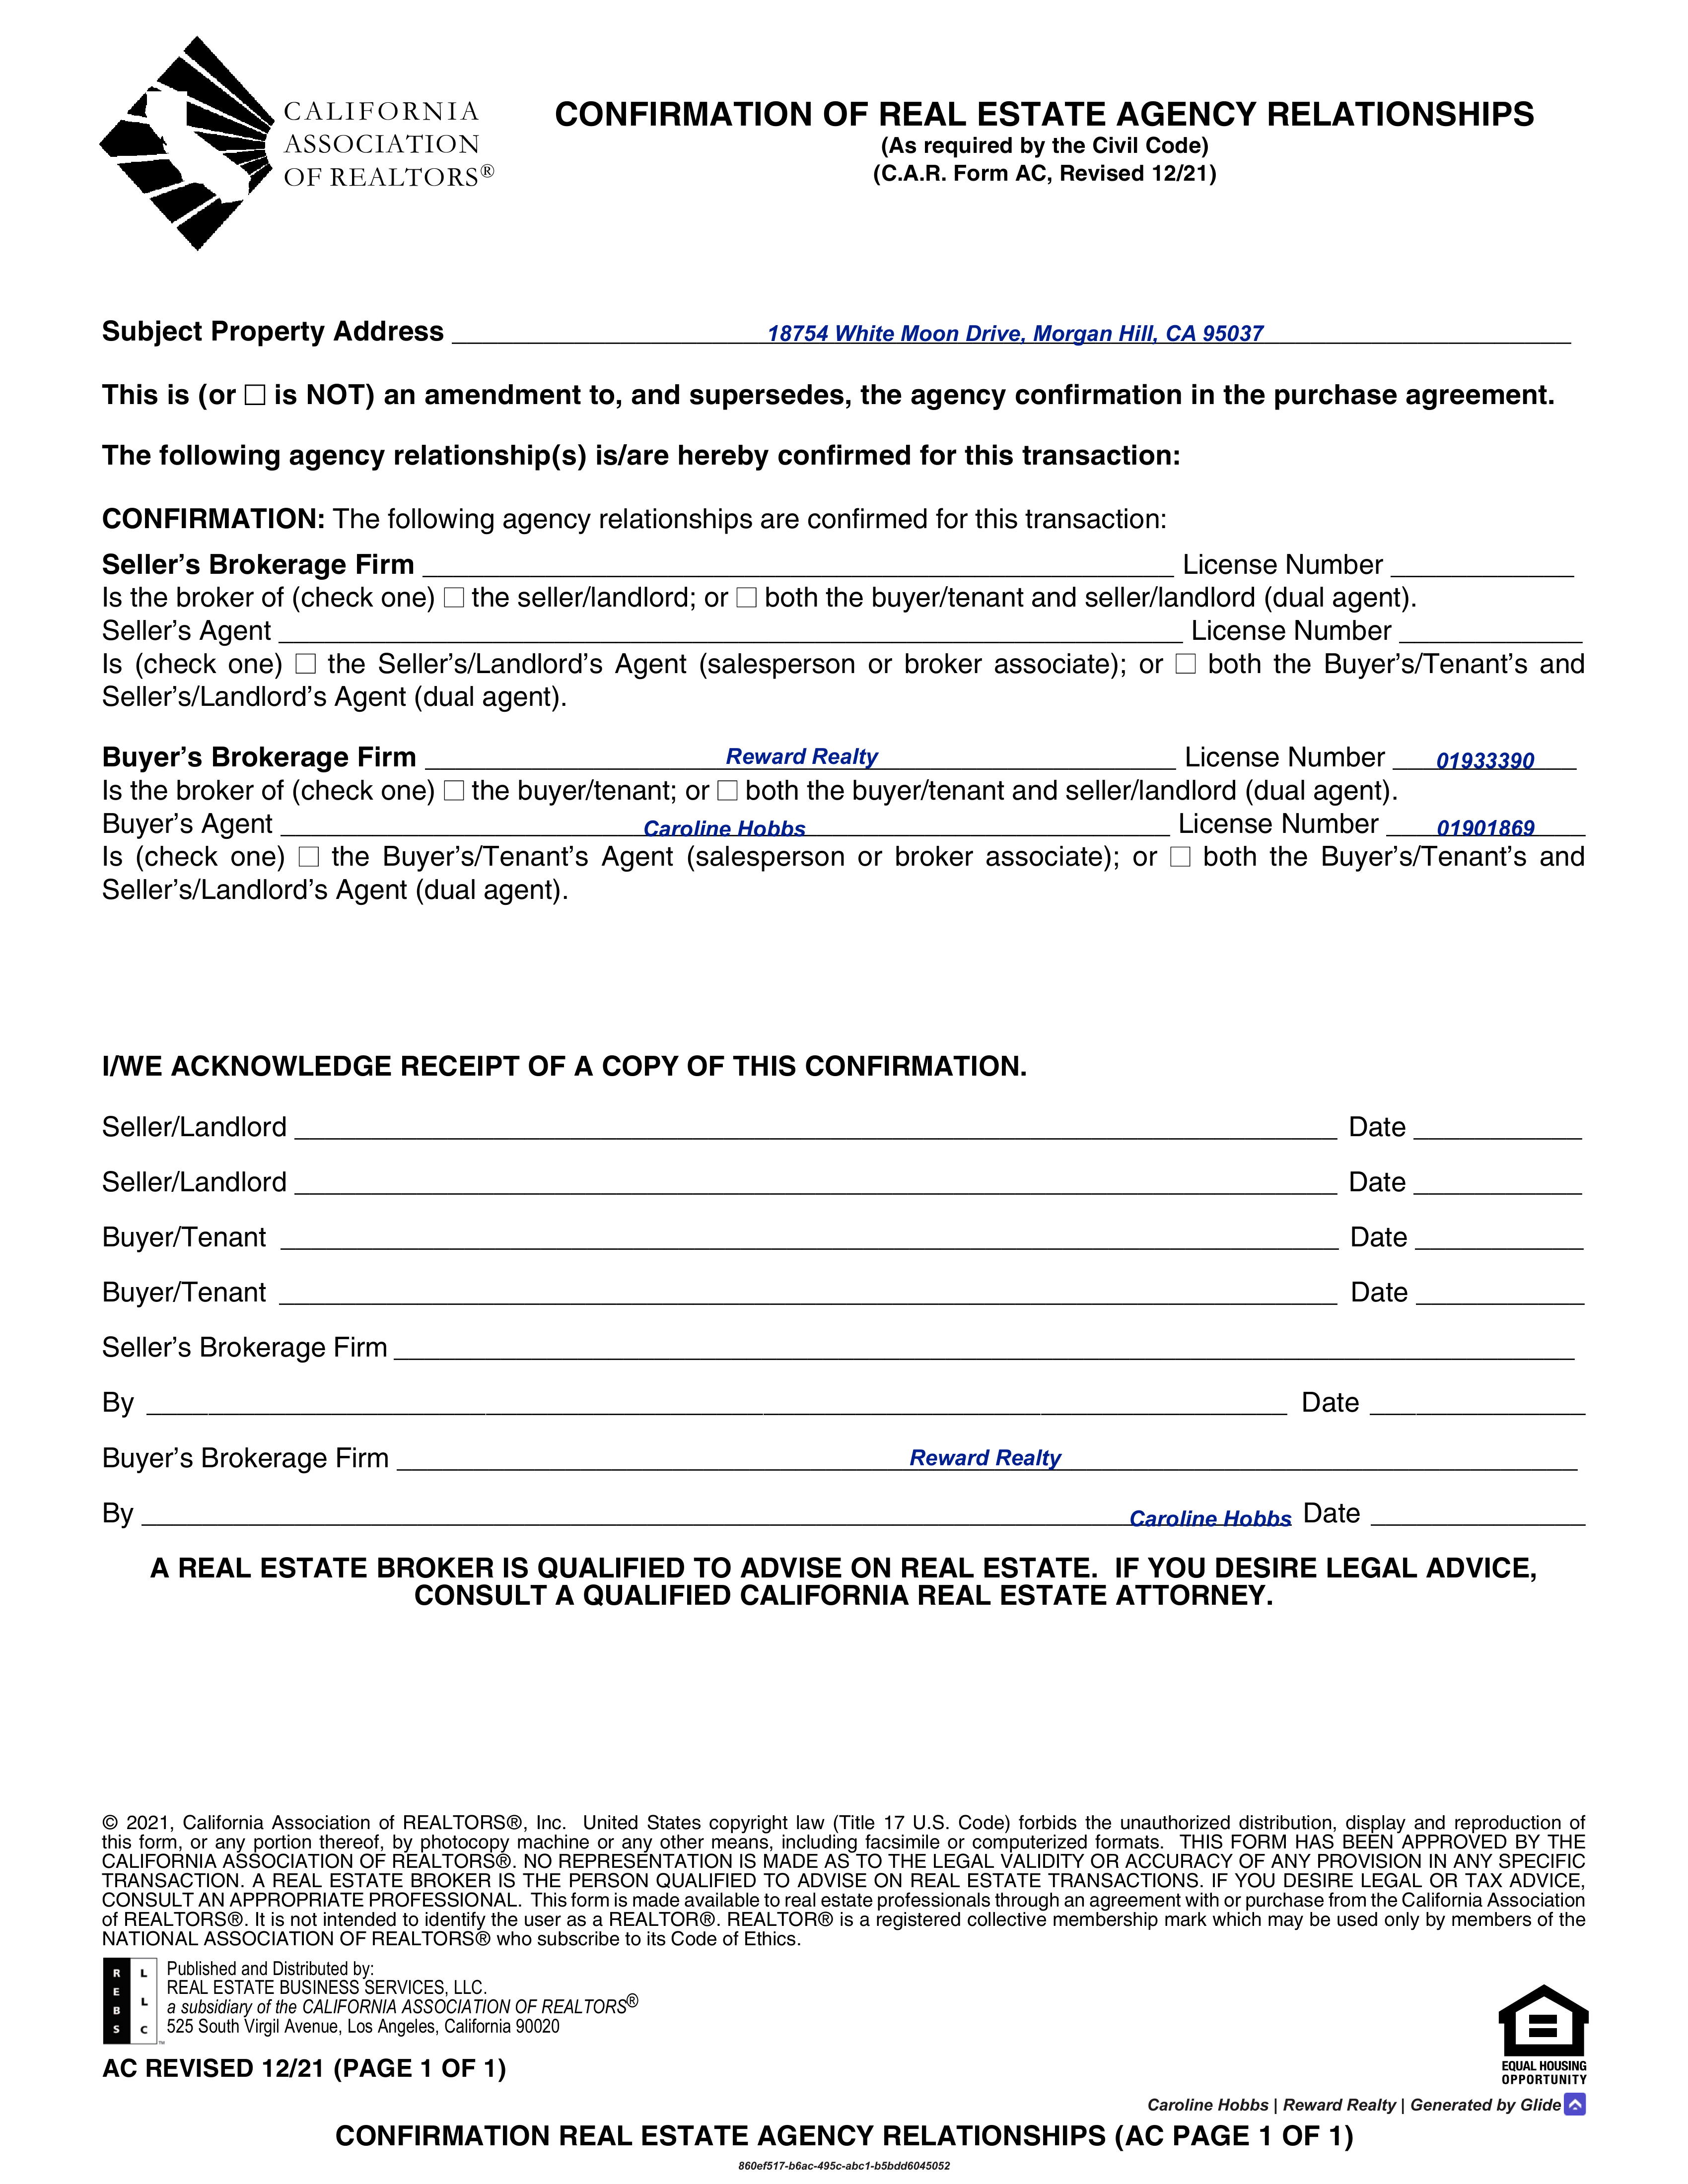 CALIFORNIA
ASSOCIATION
OF REALTORS®
CONFIRMATION OF REAL ESTATE AGENCY RELATIONSHIPS
(As required by the Civil Code)
(C.A.R. Form AC, Revised 12/21)
Subject Property Address 18754 White Moon Drive, Morgan Hill, CA 95037
This is (or ☐ is NOT) an amendment to, and supersedes, the agency confirmation in the purchase agreement.
The following agency relationship(s) is/are hereby confirmed for this transaction:
CONFIRMATION: The following agency relationships are confirmed for this transaction:
Seller’s Brokerage Firm License Number
Is the broker of (check one) ☐ the seller/landlord; or ☐ both the buyer/tenant and seller/landlord (dual agent).
Seller’s Agent License Number
Is (check one) ☐ the Seller’s/Landlord’s Agent (salesperson or broker associate); or ☐ both the Buyer’s/Tenant’s and
Seller’s/Landlord’s Agent (dual agent).
Buyer’s Brokerage Firm Reward Realty License Number 01933390
Is the broker of (check one) ☐ the buyer/tenant; or ☐ both the buyer/tenant and seller/landlord (dual agent).
Buyer’s Agent Caroline Hobbs License Number 01901869
Is (check one) ☐ the Buyer’s/Tenant’s Agent (salesperson or broker associate); or ☐ both the Buyer’s/Tenant’s and
Seller’s/Landlord’s Agent (dual agent).
I/WE ACKNOWLEDGE RECEIPT OF A COPY OF THIS CONFIRMATION.
Seller/Landlord Date
Seller/Landlord Date
Buyer/Tenant Date
Buyer/Tenant Date
Seller’s Brokerage Firm
By Date
Buyer’s Brokerage Firm Reward Realty
By Caroline Hobbs Date
A REAL ESTATE BROKER IS QUALIFIED TO ADVISE ON REAL ESTATE. IF YOU DESIRE LEGAL ADVICE,
CONSULT A QUALIFIED CALIFORNIA REAL ESTATE ATTORNEY.
© 2021, California Association of REALTORS®, Inc. United States copyright law (Title 17 U.S. Code) forbids the unauthorized distribution, display and reproduction of
this form, or any portion thereof, by photocopy machine or any other means, including facsimile or computerized formats. THIS FORM HAS BEEN APPROVED BY THE
CALIFORNIA ASSOCIATION OF REALTORS®. NO REPRESENTATION IS MADE AS TO THE LEGAL VALIDITY OR ACCURACY OF ANY PROVISION IN ANY SPECIFIC
TRANSACTION. A REAL ESTATE BROKER IS THE PERSON QUALIFIED TO ADVISE ON REAL ESTATE TRANSACTIONS. IF YOU DESIRE LEGAL OR TAX ADVICE,
CONSULT AN APPROPRIATE PROFESSIONAL. This form is made available to real estate professionals through an agreement with or purchase from the California Association
of REALTORS®. It is not intended to identify the user as a REALTOR®. REALTOR® is a registered collective membership mark which may be used only by members of the
NATIONAL ASSOCIATION OF REALTORS® who subscribe to its Code of Ethics.
R L
E
L
B
S C ™
Published and Distributed by:
REAL ESTATE BUSINESS SERVICES, LLC.
a subsidiary of the CALIFORNIA ASSOCIATION OF REALTORS®
525 South Virgil Avenue, Los Angeles, California 90020
EQUAL HOUSING
OPPORTUNITY
AC REVISED 12/21 (PAGE 1 OF 1)
Caroline Hobbs | Reward Realty | Generated by Glide
CONFIRMATION REAL ESTATE AGENCY RELATIONSHIPS (AC PAGE 1 OF 1)
860ef517-b6ac-495c-abc1-b5bdd6045052